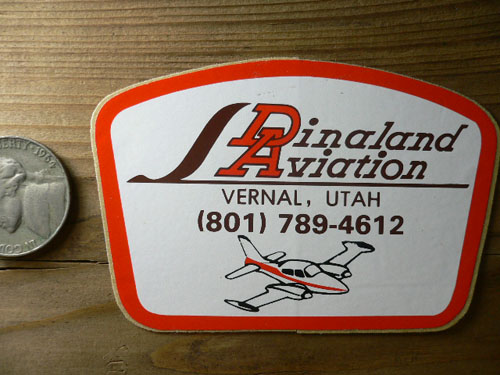 Dinaland
Aviation
VERNAL, UTAH
(801) 789-4612